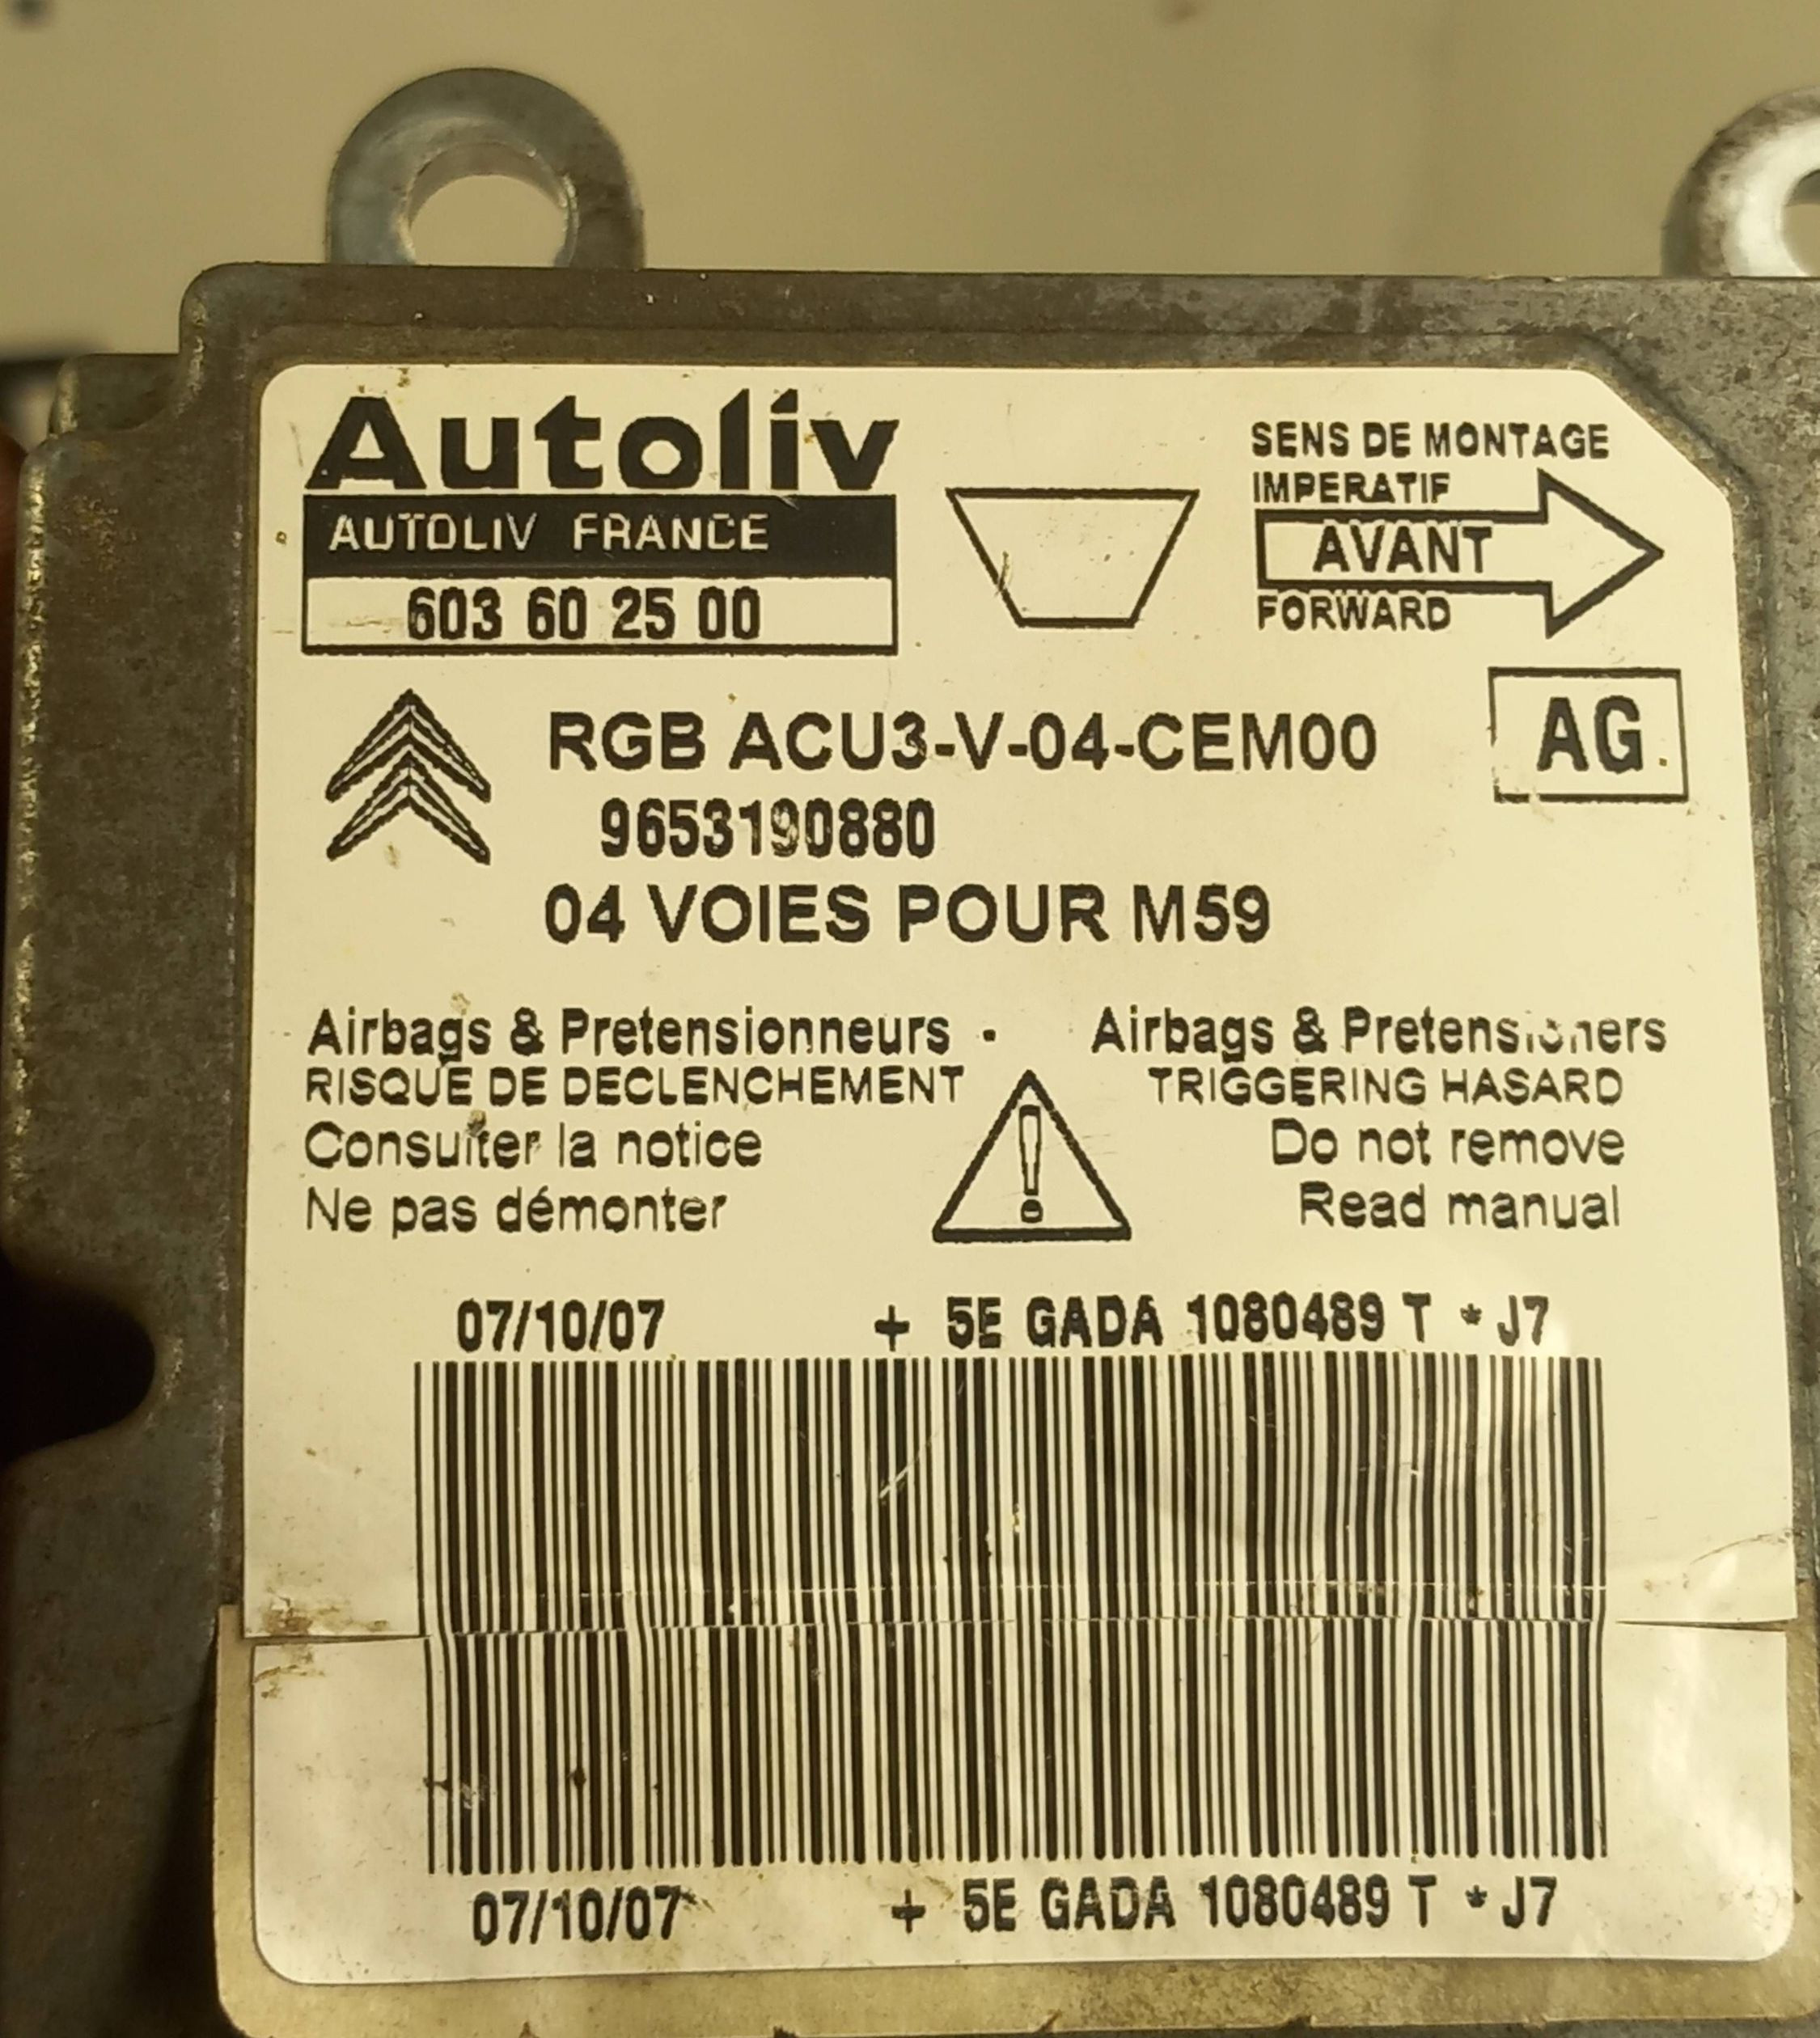 Autoliv
AUTOLIV FRANCE
603 60 25 00
SENS DE MONTAGE
IMPERATIF
AVANT
FORWARD
AG
RGB ACU3-V-04-CEM00
9653190880
04 VOIES POUR M59
Airbags & Pretensionneurs -
RISQUE DE DECLENCHEMENT
Consulter la notice
Ne pas démonter
Airbags & Pretensioners
TRIGGERING HASARD
Do not remove
Read manual
!
07/10/07 + 5E GADA 1080489 T * J7
07/10/07 + 5E GADA 1080489 T * J7